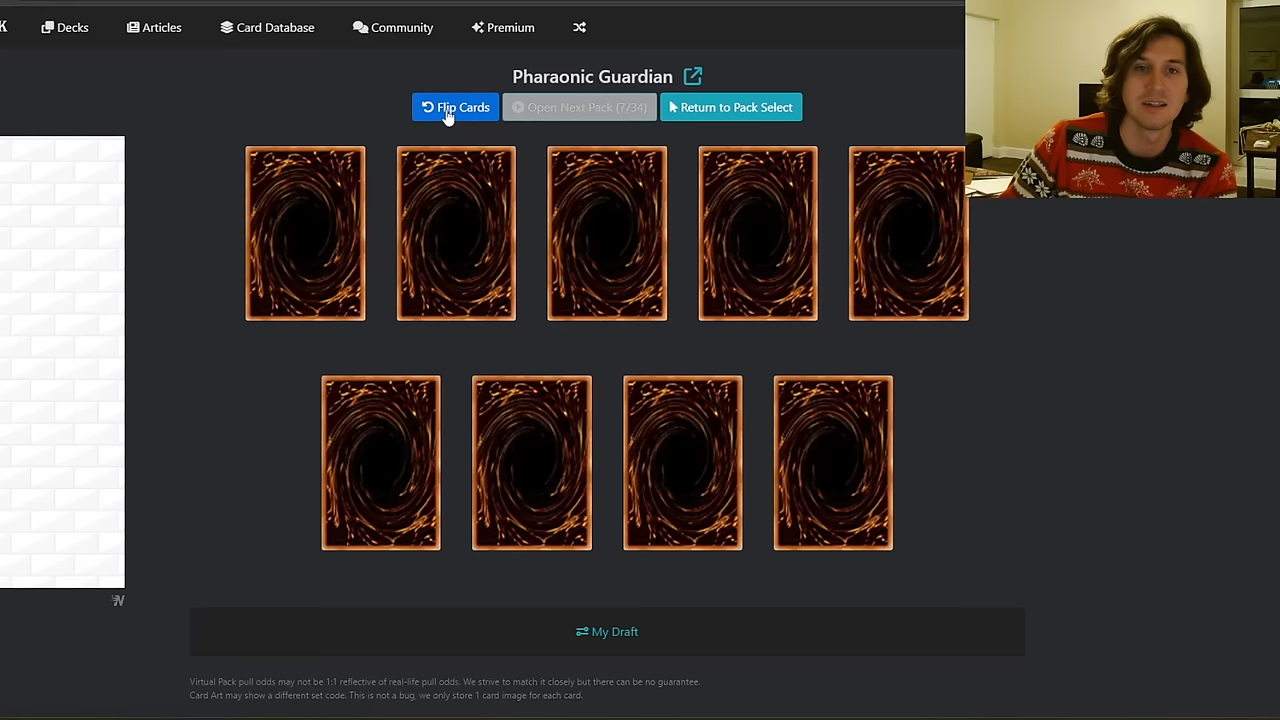 K
Decks
Articles
Card Database
Community
Premium
Pharaonic Guardian
Flip Cards
Open Next Pack (7/34)
Return to Pack Select
My Draft
Virtual Pack pull odds may not be 1:1 reflective of real-life pull odds. We strive to match it closely but there can be no guarantee.
Card Art may show a different set code. This is not a bug, we only store 1 card image for each card.